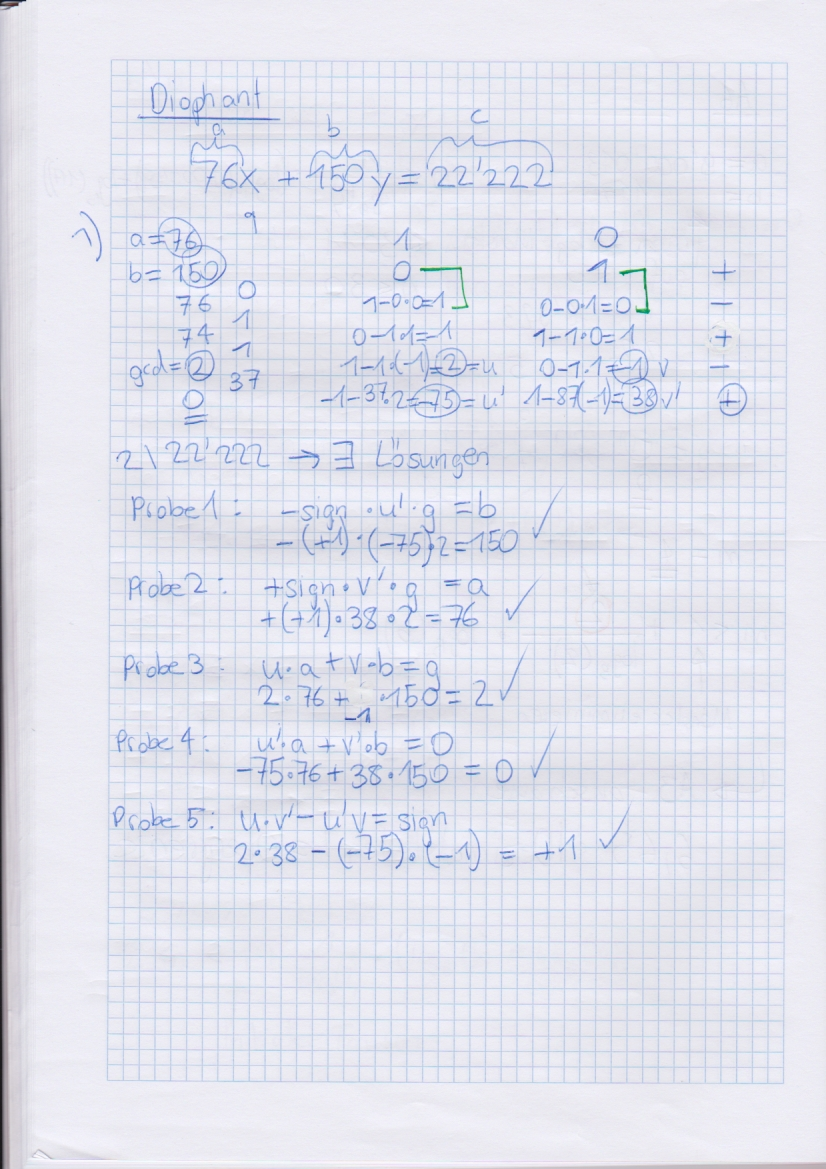 Diophant
a b c
76x + 150y = 22'222
q
1) a = 76 1 0
b = 150 0 1 +
76 0 1-0·0=1 0-0·1=0 -
74 1 0-1·1=-1 1-1·0=1 +
gcd = 2 1 1-1·(-1)=2=u 0-1·1=-1 v -
0 37 -1-37·2=-75=u' 1-87(-1)=38 v' +
2\22'222 → ∃ Lösungen
Probe 1: -sign·u'·g = b
-(+1)·(-75)·2=150 ✓
Probe 2: +sign·v'·g = a
+(+1)·38·2=76 ✓
Probe 3: u·a+v·b=g
2·76+-1·150=2 ✓
Probe 4: u'·a+v'·b=0
-75·76+38·150=0 ✓
Probe 5: u·v'-u'v=sign
2·38-(-75)·(-1)=+1 ✓